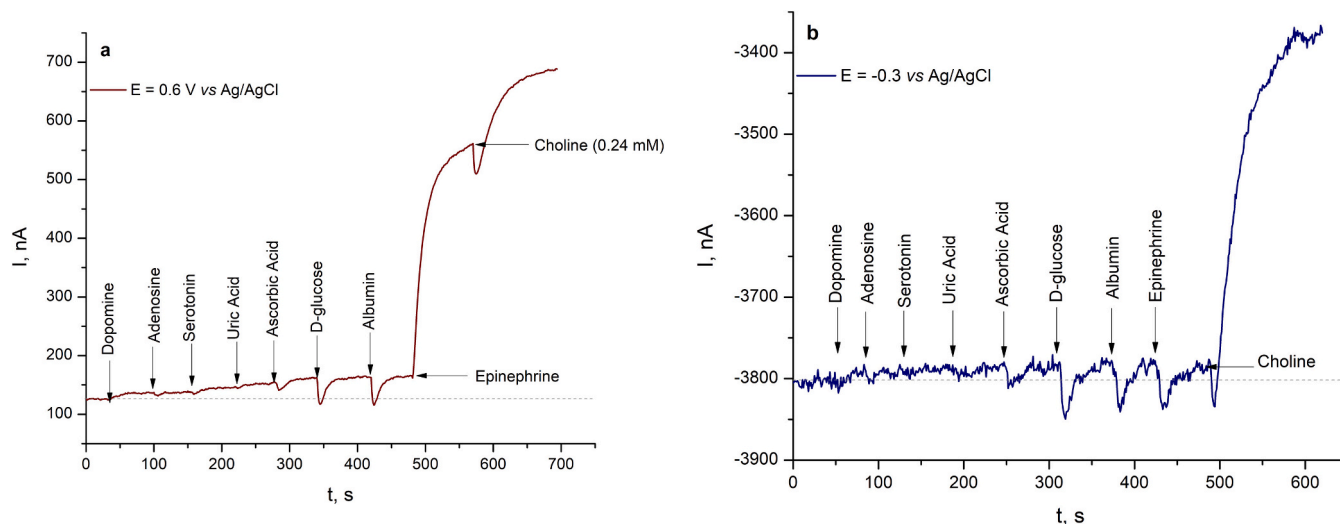 a
E = 0.6 V vs Ag/AgCl
I, nA
700
600
500
400
300
200
100
Dopomine
Adenosine
Serotonin
Uric Acid
Ascorbic Acid
D-glucose
Albumin
Choline (0.24 mM)
Epinephrine
0 100 200 300 400 500 600 700
t, s
b
E = -0.3 vs Ag/AgCl
I, nA
-3400
-3500
-3600
-3700
-3800
-3900
Dopomine
Adenosine
Serotonin
Uric Acid
Ascorbic Acid
D-glucose
Albumin
Epinephrine
Choline
0 100 200 300 400 500 600
t, s